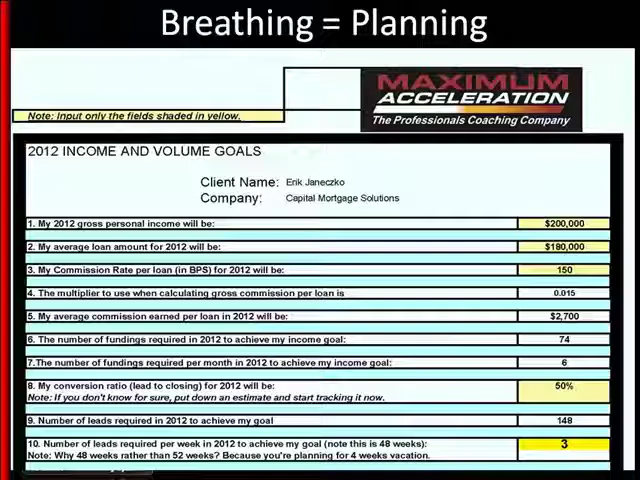 Breathing = Planning
MAXIMUM
ACCELERATION
The Professionals Coaching Company
Note: Input only the fields shaded in yellow.
2012 INCOME AND VOLUME GOALS
Client Name: Erik Janeczko
Company: Capital Mortgage Solutions
1. My 2012 gross personal income will be: $200,000
2. My average loan amount for 2012 will be: $180,000
3. My Commission Rate per loan (in BPS) for 2012 will be: 150
4. The multiplier to use when calculating gross commission per loan is 0.015
5. My average commission earned per loan in 2012 will be: $2,700
6. The number of fundings required in 2012 to achieve my income goal: 74
7.The number of fundings required per month in 2012 to achieve my income goal: 6
8. My conversion ratio (lead to closing) for 2012 will be: 50%
Note: If you don't know for sure, put down an estimate and start tracking it now.
9. Number of leads required in 2012 to achieve my goal 148
10. Number of leads required per week in 2012 to achieve my goal (note this is 48 weeks): 3
Note: Why 48 weeks rather than 52 weeks? Because you're planning for 4 weeks vacation.